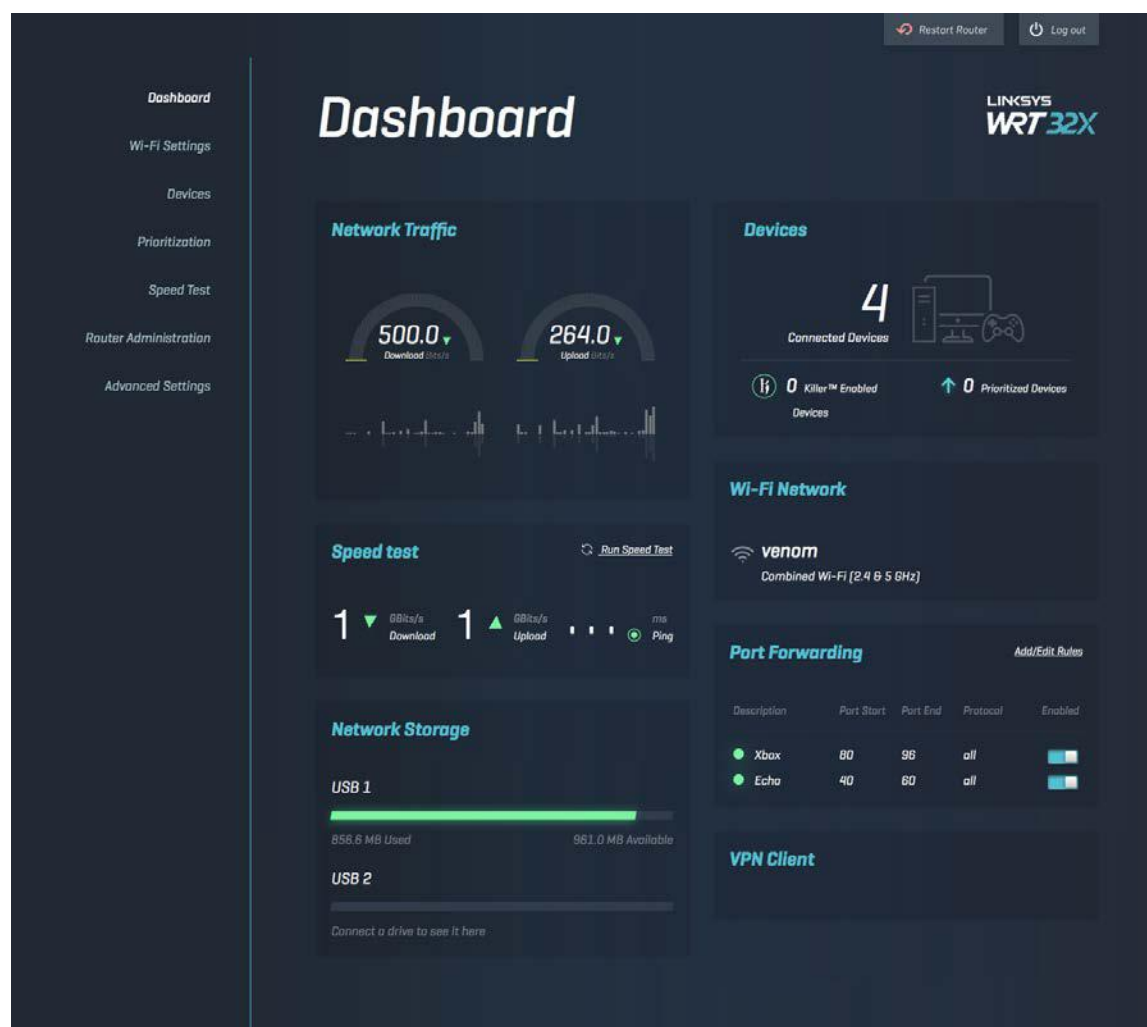 Restart Router
Log out
Dashboard
Wi-Fi Settings
Devices
Prioritization
Speed Test
Router Administration
Advanced Settings
Dashboard
LINKSYS
WRT 32X
Network Traffic
500.0
Download Bits/s
264.0
Upload Bits/s
Devices
4
Connected Devices
0 Killer™ Enabled
Devices
0 Prioritized Devices
Wi-Fi Network
venom
Combined Wi-Fi (2.4 & 5 GHz)
Speed test
Run Speed Test
1 GBits/s
Download
1 GBits/s
Upload
... ms
Ping
Port Forwarding
Add/Edit Rules
Description Port Start Port End Protocol Enabled
Xbox 80 96 all
Echo 40 60 all
Network Storage
USB 1
856.6 MB Used 961.0 MB Available
USB 2
Connect a drive to see it here
VPN Client